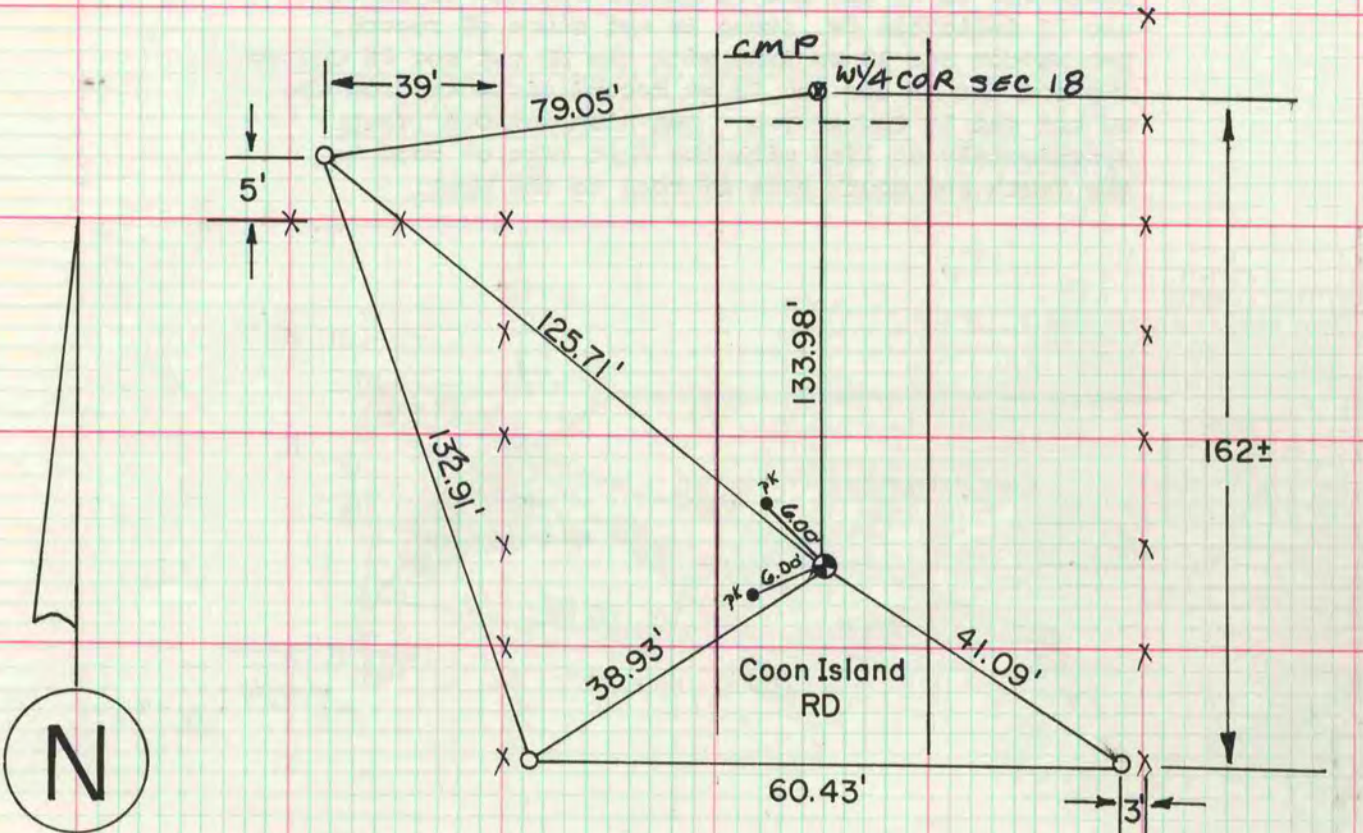 CMP
W1/4 COR SEC 18
39'
79.05'
5'
125.71'
133.98'
162±
132.91'
PK
6.00'
PK
6.00'
38.93'
41.09'
Coon Island
RD
N
60.43'
3'